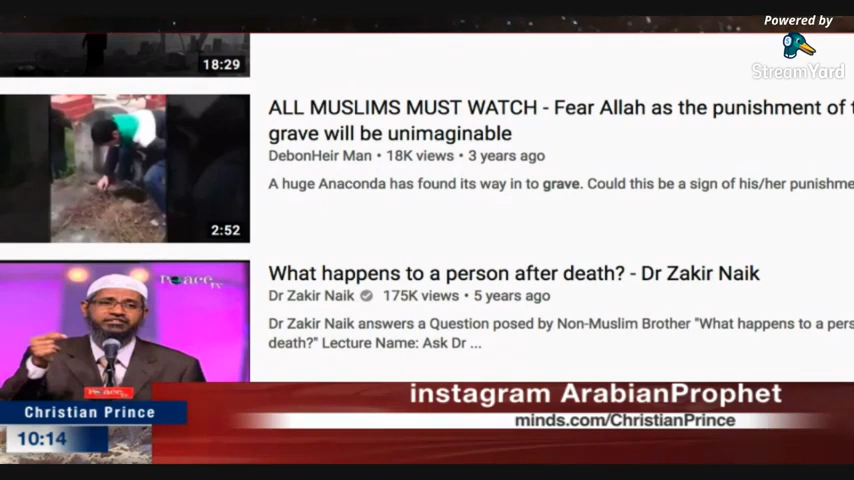 Powered by
StreamYard
18:29
ALL MUSLIMS MUST WATCH - Fear Allah as the punishment of t
grave will be unimaginable
DebonHeir Man • 18K views • 3 years ago
A huge Anaconda has found its way in to grave. Could this be a sign of his/her punishme
2:52
What happens to a person after death? - Dr Zakir Naik
Dr Zakir Naik 175K views • 5 years ago
Dr Zakir Naik answers a Question posed by Non-Muslim Brother "What happens to a pers
death?" Lecture Name: Ask Dr ...
Peace tv
instagram ArabianProphet
minds.com/ChristianPrince
Christian Prince
10:14